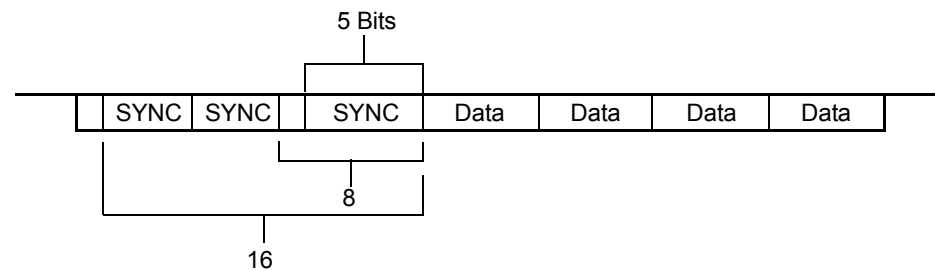 5 Bits
SYNC SYNC SYNC Data Data Data Data
8
16